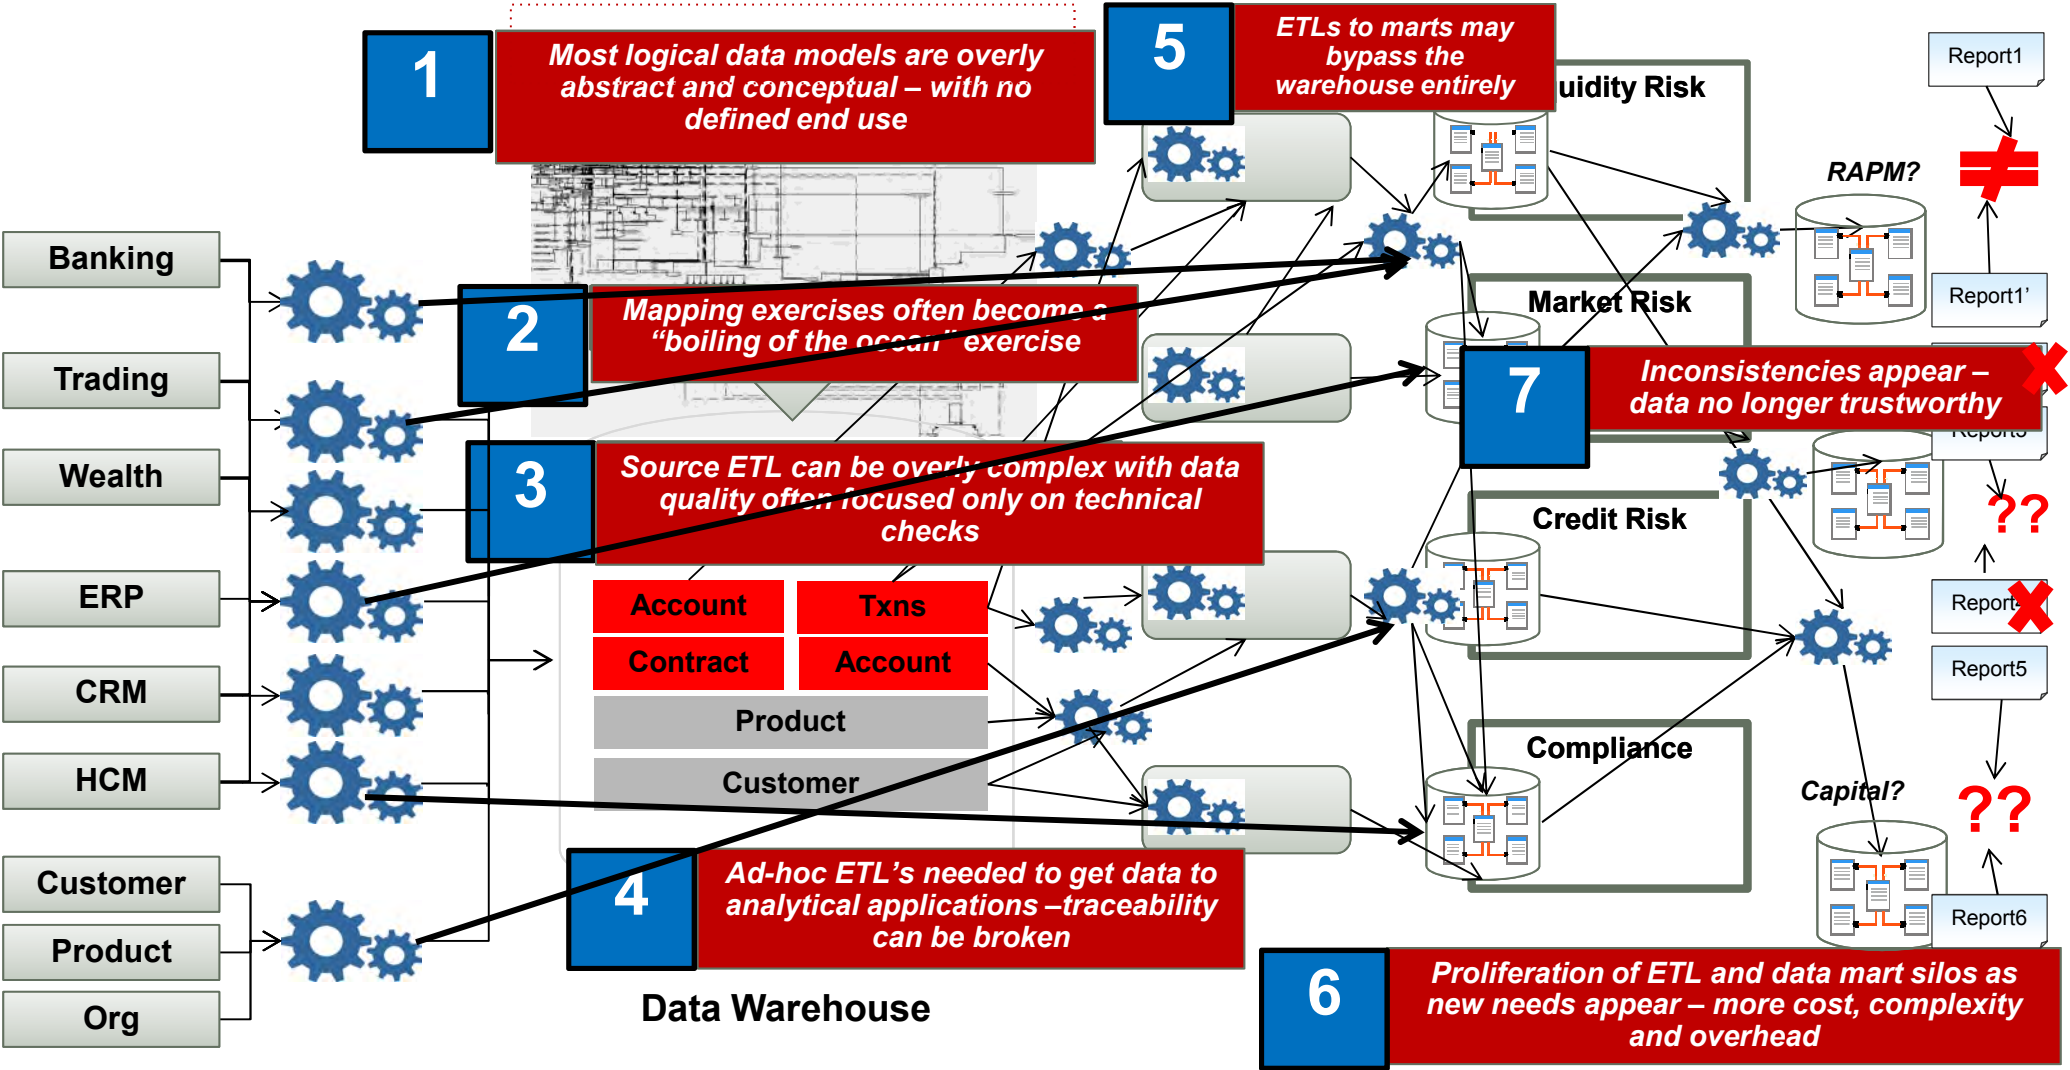 1
Most logical data models are overly
abstract and conceptual – with no
defined end use
5
ETLs to marts may
bypass the
warehouse entirely
uidity Risk
Report1
RAPM?
Banking
Trading
Wealth
ERP
CRM
HCM
Customer
Product
Org
2
Mapping exercises often become a
“boiling of the ocean” exercise
Market Risk
Report1’
7
Inconsistencies appear –
data no longer trustworthy
3
Source ETL can be overly complex with data
quality often focused only on technical
checks
Credit Risk
??
Account
Txns
Contract
Account
Product
Customer
Report4
Report5
Compliance
Capital?
??
4
Ad-hoc ETL’s needed to get data to
analytical applications –traceability
can be broken
Report6
Data Warehouse
6
Proliferation of ETL and data mart silos as
new needs appear – more cost, complexity
and overhead